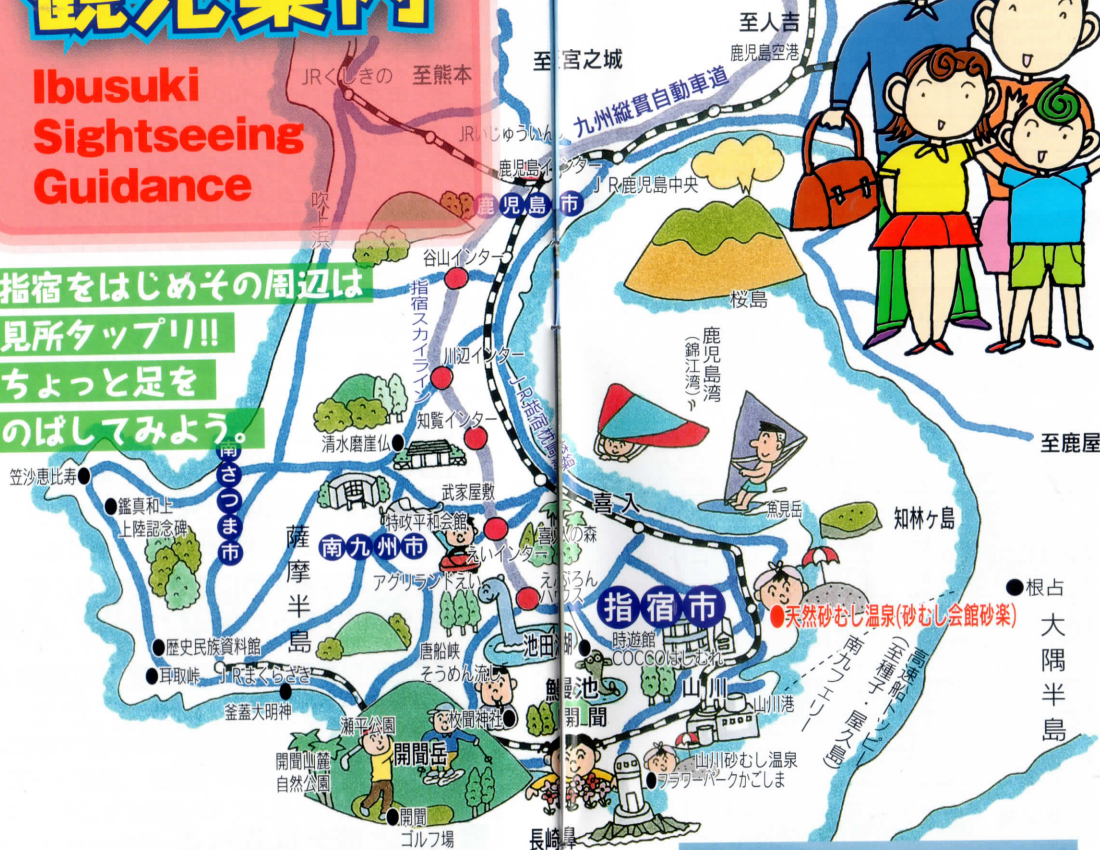 観光案内
Ibusuki
Sightseeing
Guidance
JRくしきの
至熊本
至宮之城
至人吉
鹿児島空港
九州縦貫自動車道
JRいじゅういん
鹿児島インター
JR鹿児島中央
鹿児島市
吹上浜
谷山インター
指宿スカイライン
桜島
指宿をはじめその周辺は
見所タップリ!!
ちょっと足を
のばしてみよう。
川辺インター
鹿児島湾
(錦江湾)
JR指宿枕崎線
知覧インター
清水磨崖仏
至鹿屋
笠沙恵比寿
南さつま市
鑑真和上
上陸記念碑
武家屋敷
喜入
魚見岳
知林ヶ島
特攻平和会館
薩摩半島
南九州市
えいインター
アグリランドえい
指宿市
根占
天然砂むし温泉(砂むし会館砂楽)
大隅半島
歴史民族資料館
耳取峠
JRまくらざき
唐船峡
そうめん流し
池田湖
時遊館
COCCOはしむれ
南九フェリー
高速船トッピー
(至種子・屋久島)
釜蓋大明神
鰻池
山川
山川港
瀬平公園
枚聞神社
開聞
開聞岳
開聞山麓
自然公園
山川砂むし温泉
フラワーパークかごしま
開聞
ゴルフ場
長崎鼻